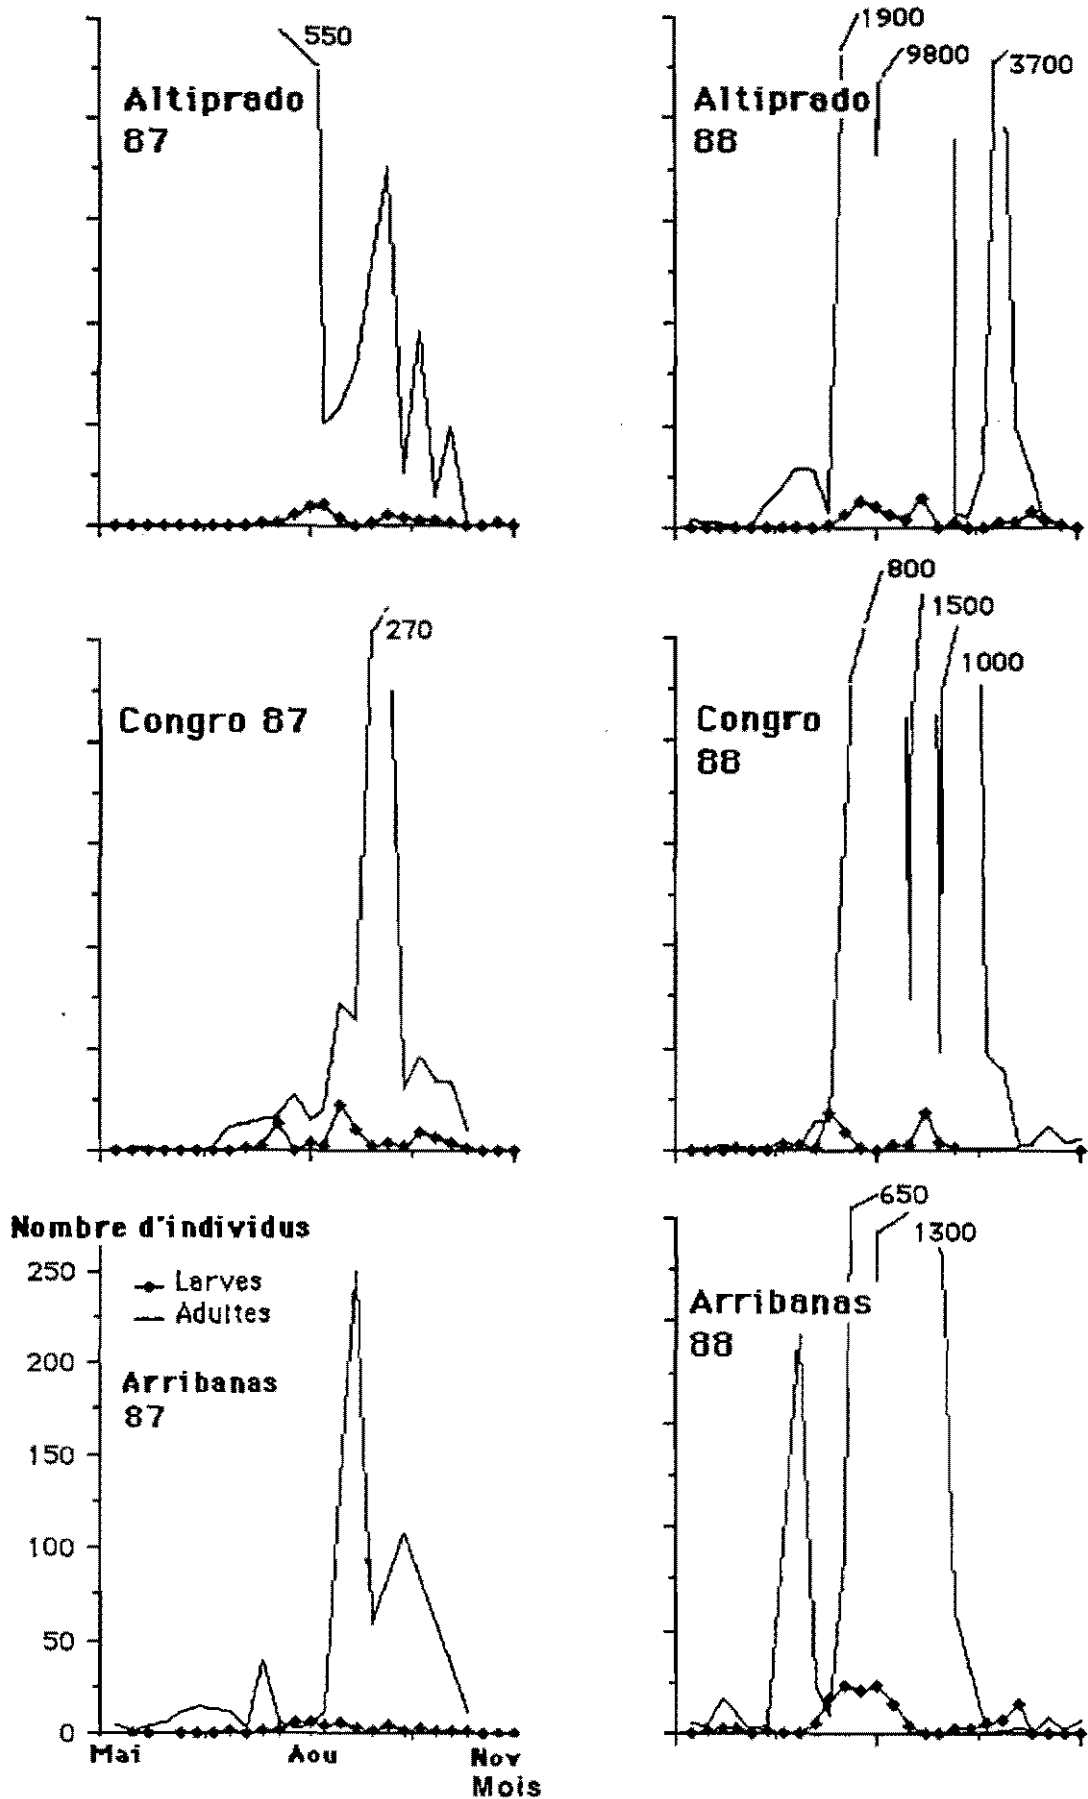 550
Altiprado
87
1900
9800
3700
Altiprado
88
270
Congro 87
800
1500
1000
Congro
88
Nombre d'individus
250
200
150
100
50
0
Larves
Adultes
Arribanas
87
Mai
Aou
Nov
Mois
650
1300
Arribanas
88